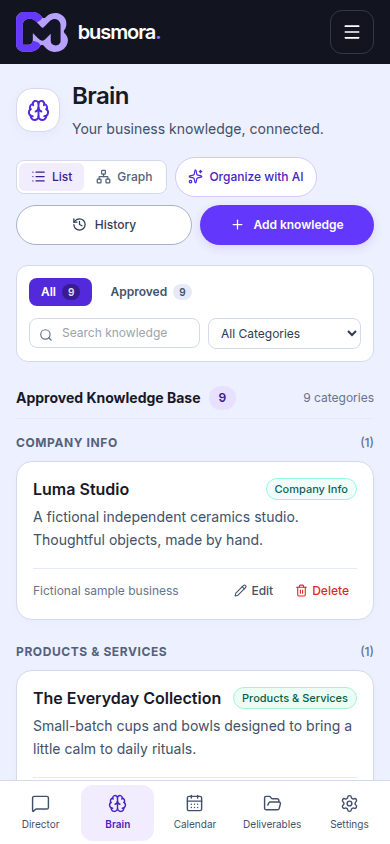 busmora.
Brain
Your business knowledge, connected.
List Graph Organize with AI
History Add knowledge
All 9 Approved 9
Search knowledge All Categories
Approved Knowledge Base 9 9 categories
COMPANY INFO (1)
Luma Studio Company Info
A fictional independent ceramics studio.
Thoughtful objects, made by hand.
Fictional sample business Edit Delete
PRODUCTS & SERVICES (1)
The Everyday Collection Products & Services
Small-batch cups and bowls designed to bring a
little calm to daily rituals.
Director Brain Calendar Deliverables Settings